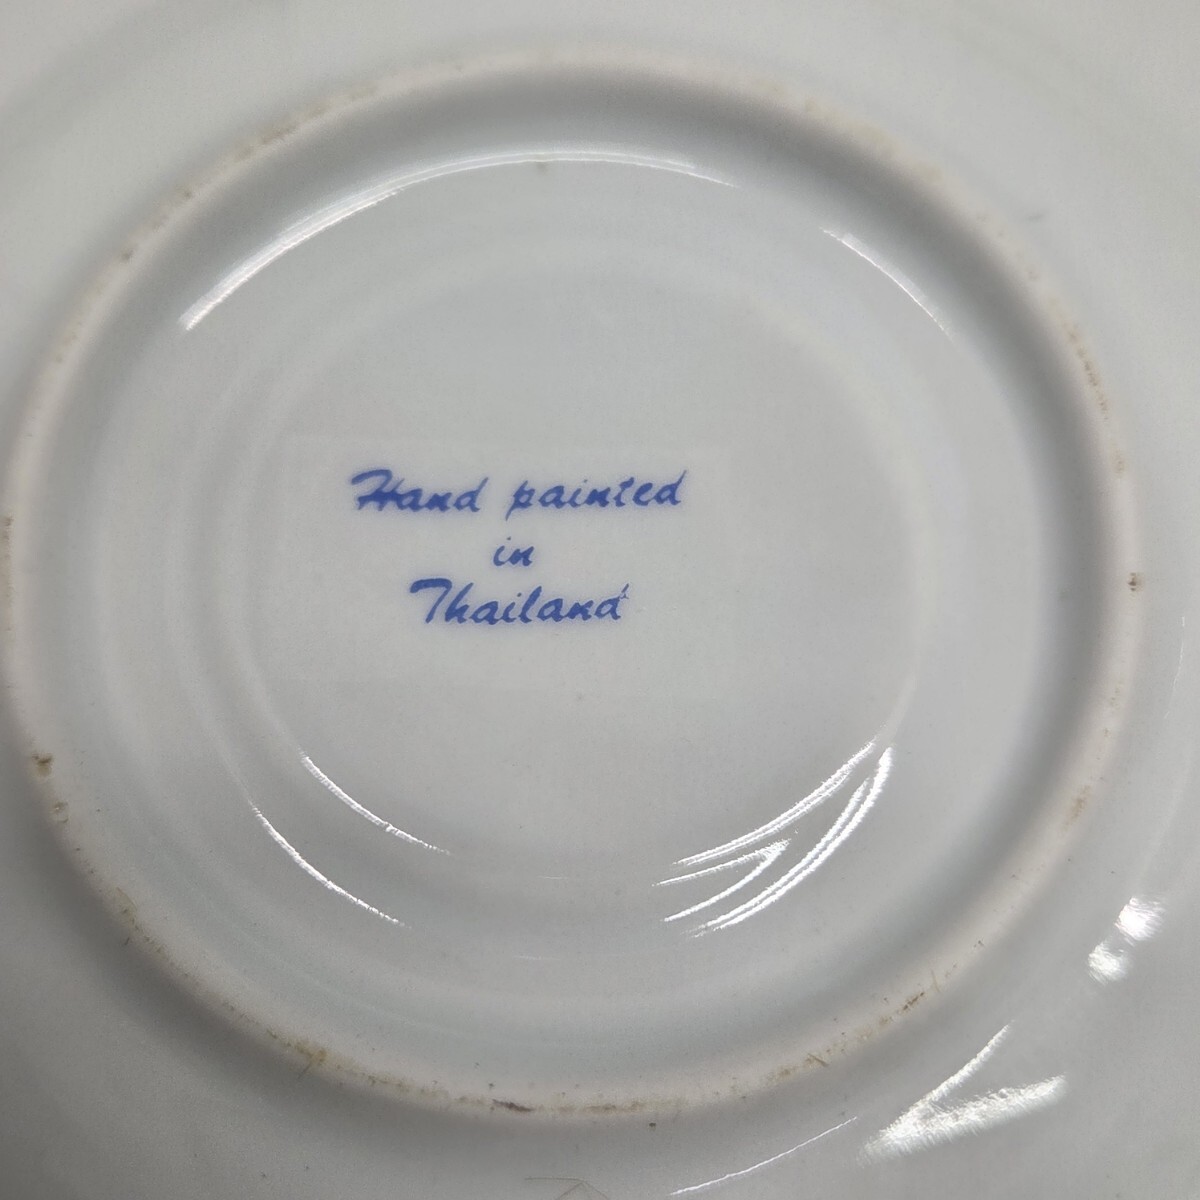 Hand painted
in
Thailand